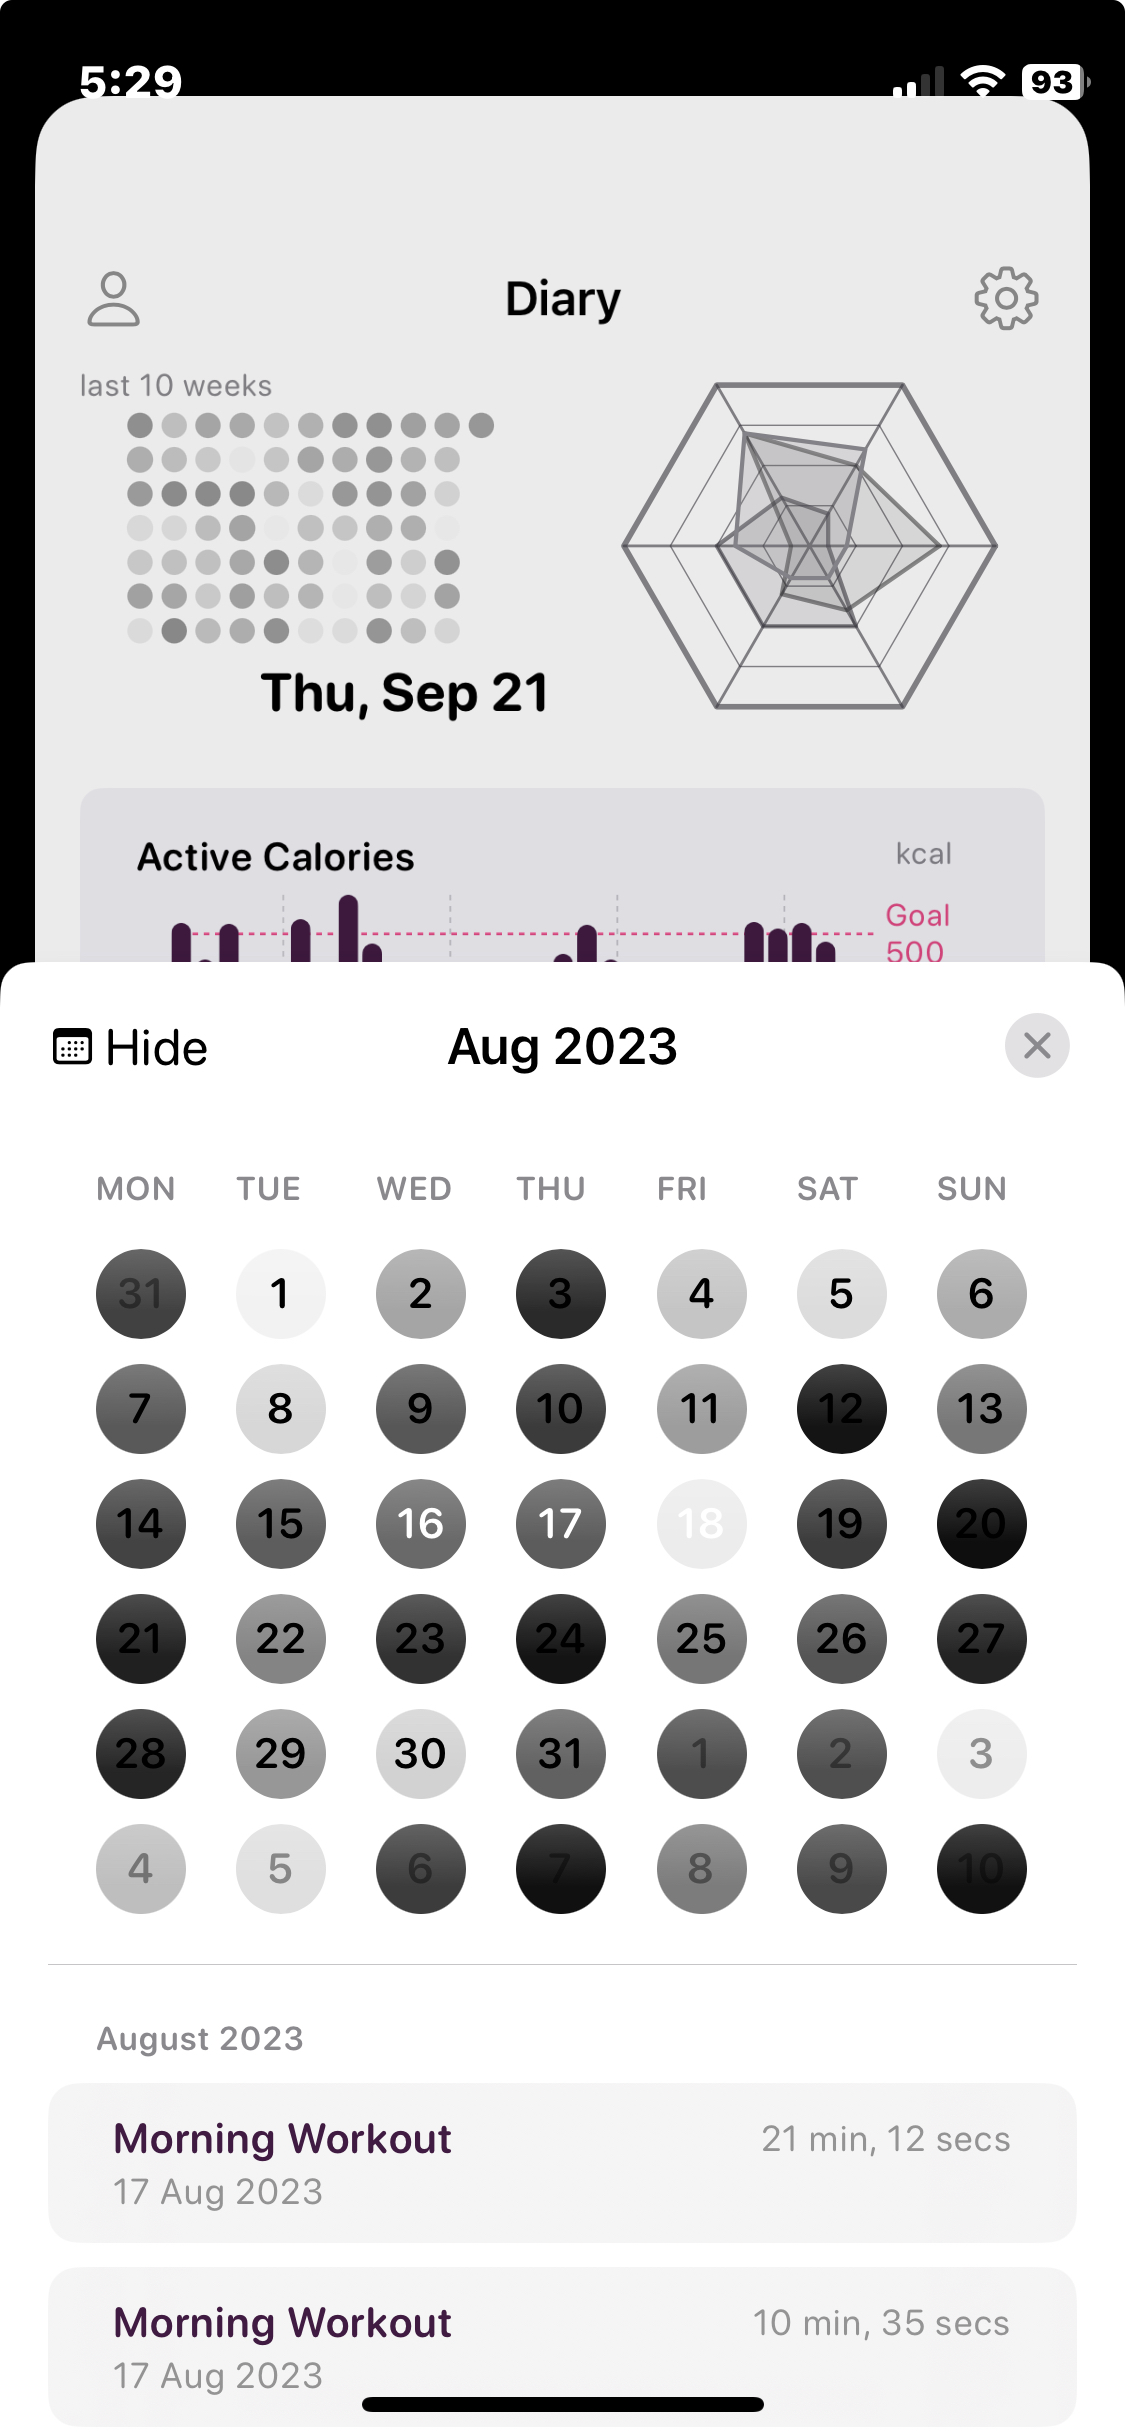 5:29
93
Diary
last 10 weeks
Thu, Sep 21
Active Calories
kcal
Goal
500
Hide
Aug 2023
MON TUE WED THU FRI SAT SUN
31 1 2 3 4 5 6
7 8 9 10 11 12 13
14 15 16 17 18 19 20
21 22 23 24 25 26 27
28 29 30 31 1 2 3
4 5 6 7 8 9 10
August 2023
Morning Workout
21 min, 12 secs
17 Aug 2023
Morning Workout
10 min, 35 secs
17 Aug 2023